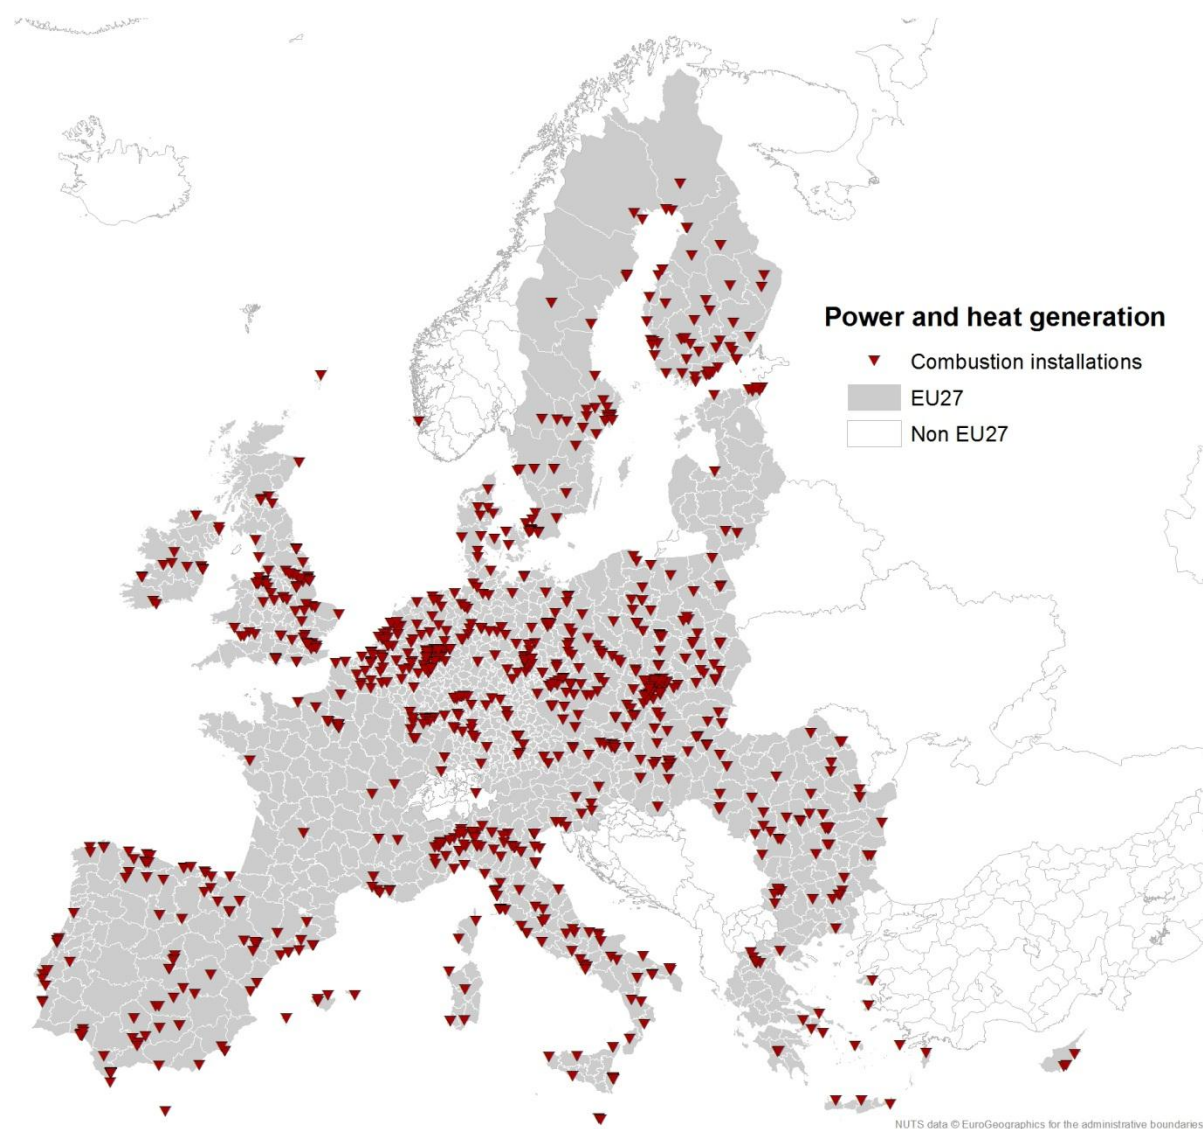 Power and heat generation
Combustion installations
EU27
Non EU27
NUTS data © EuroGeographics for the administrative boundaries